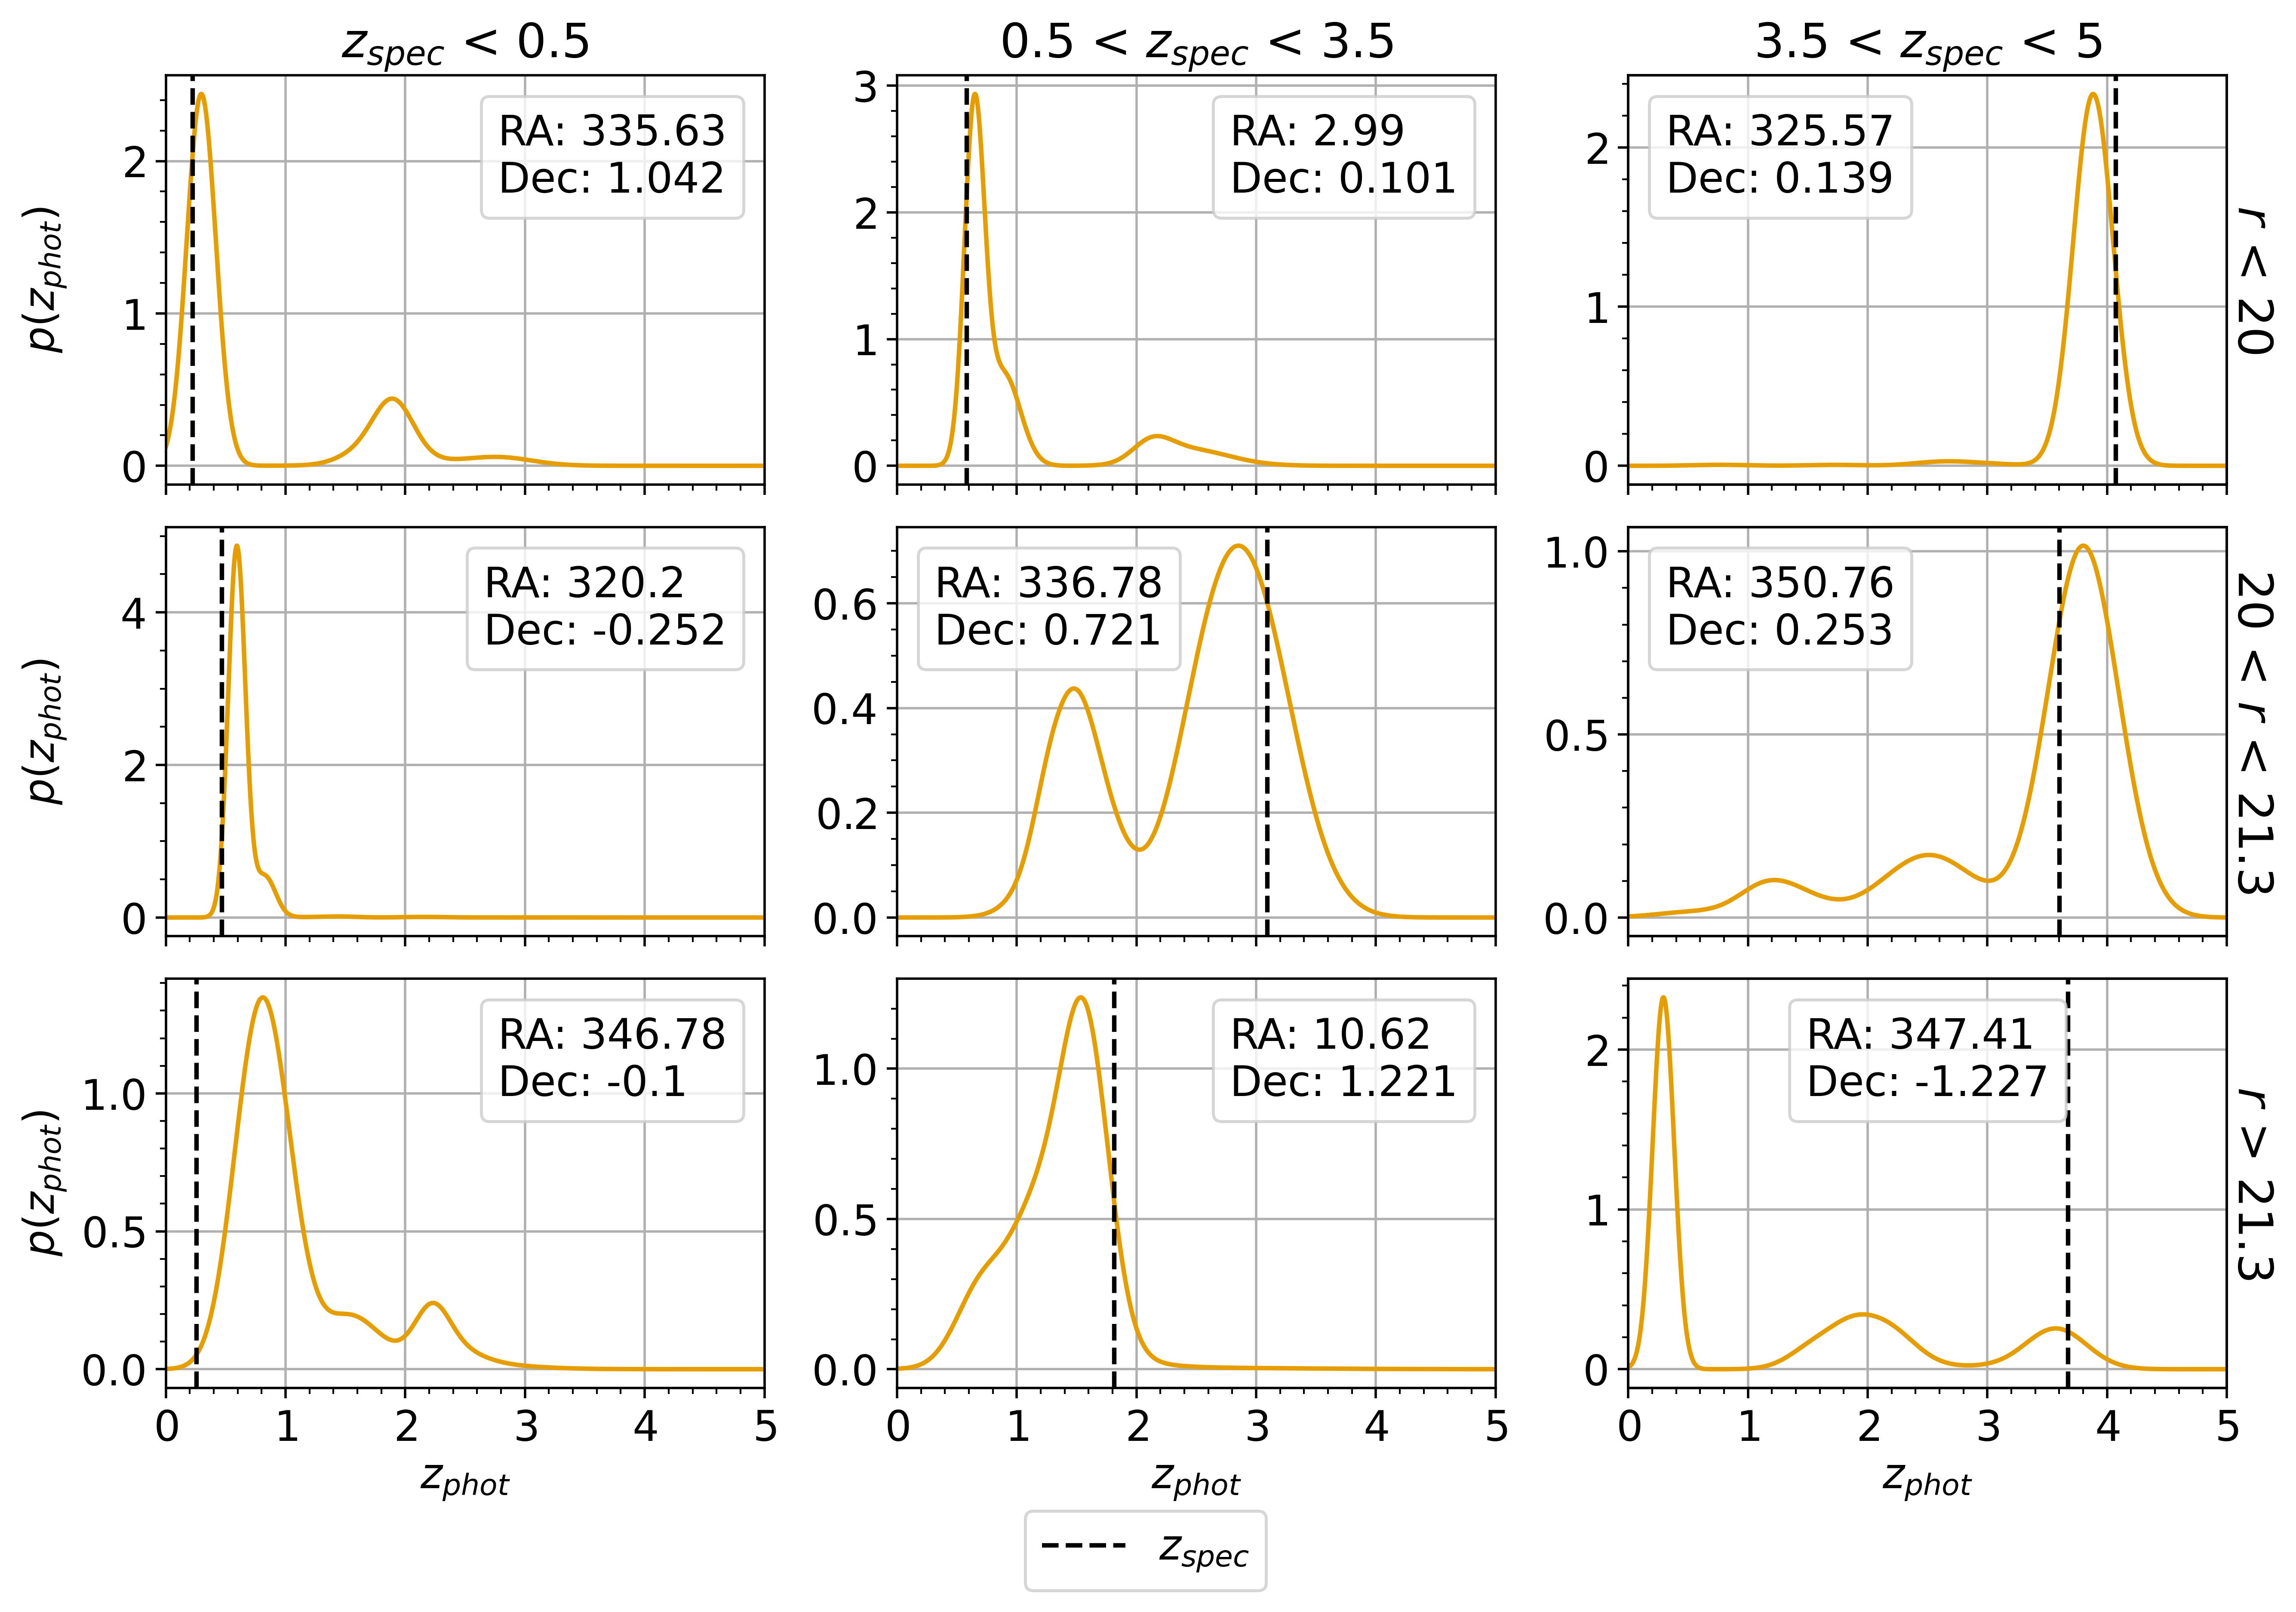 z_spec < 0.5
0.5 < z_spec < 3.5
3.5 < z_spec < 5
p(z_phot)
2
1
0
RA: 335.63
Dec: 1.042
3
2
1
0
RA: 2.99
Dec: 0.101
2
1
0
RA: 325.57
Dec: 0.139
r < 20
p(z_phot)
4
2
0
RA: 320.2
Dec: -0.252
0.6
0.4
0.2
0.0
RA: 336.78
Dec: 0.721
1.0
0.5
0.0
RA: 350.76
Dec: 0.253
20 < r < 21.3
p(z_phot)
1.0
0.5
0.0
RA: 346.78
Dec: -0.1
0 1 2 3 4 5
z_phot
1.0
0.5
0.0
RA: 10.62
Dec: 1.221
0 1 2 3 4 5
z_phot
2
1
0
RA: 347.41
Dec: -1.227
0 1 2 3 4 5
z_phot
r > 21.3
z_spec